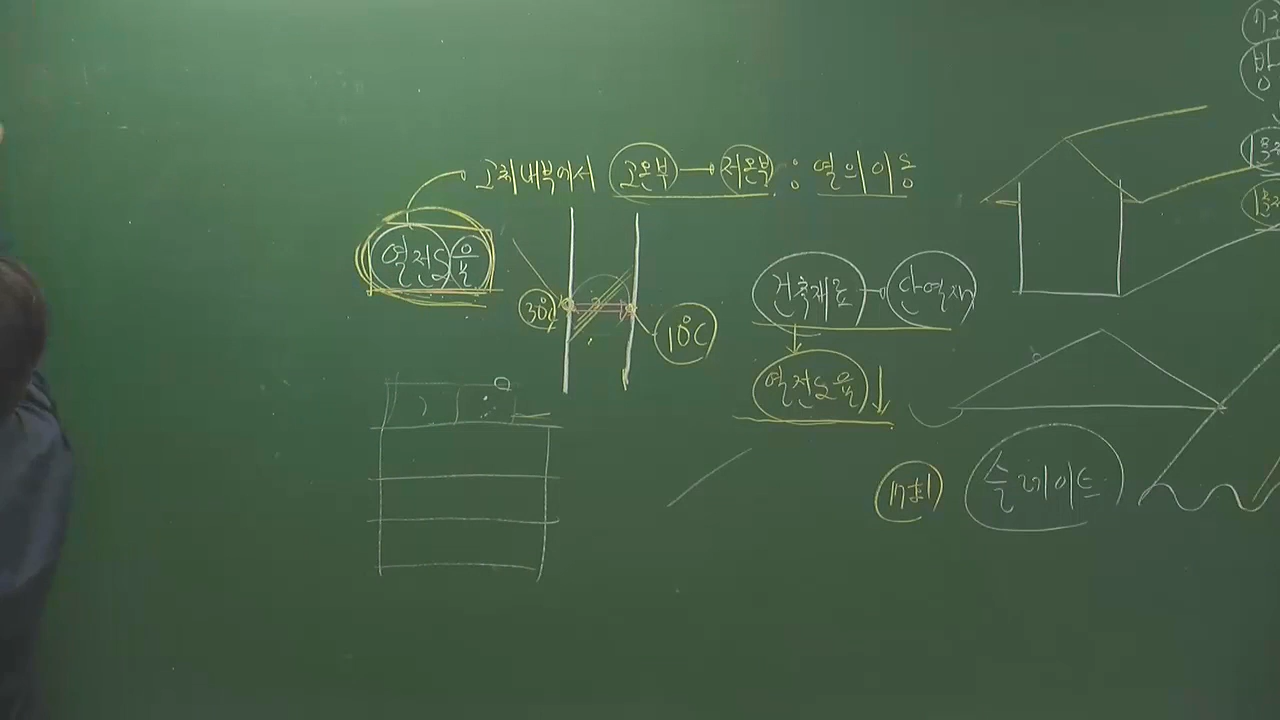 고체내부에서 고온부 → 저온부 : 열의이동
열전도율
30℃
10℃
건축재료 단열재
열전도율 ↓
17회
슬레이트